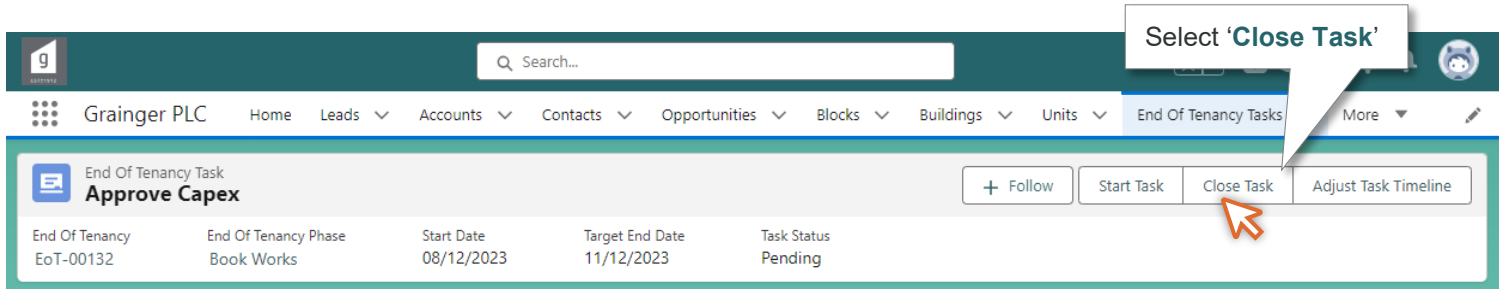 Select ‘Close Task’
g
Search...
Grainger PLC Home Leads Accounts Contacts Opportunities Blocks Buildings Units End Of Tenancy Tasks More
End Of Tenancy Task
Approve Capex
Follow Start Task Close Task Adjust Task Timeline
End Of Tenancy End Of Tenancy Phase Start Date Target End Date Task Status
EoT-00132 Book Works 08/12/2023 11/12/2023 Pending